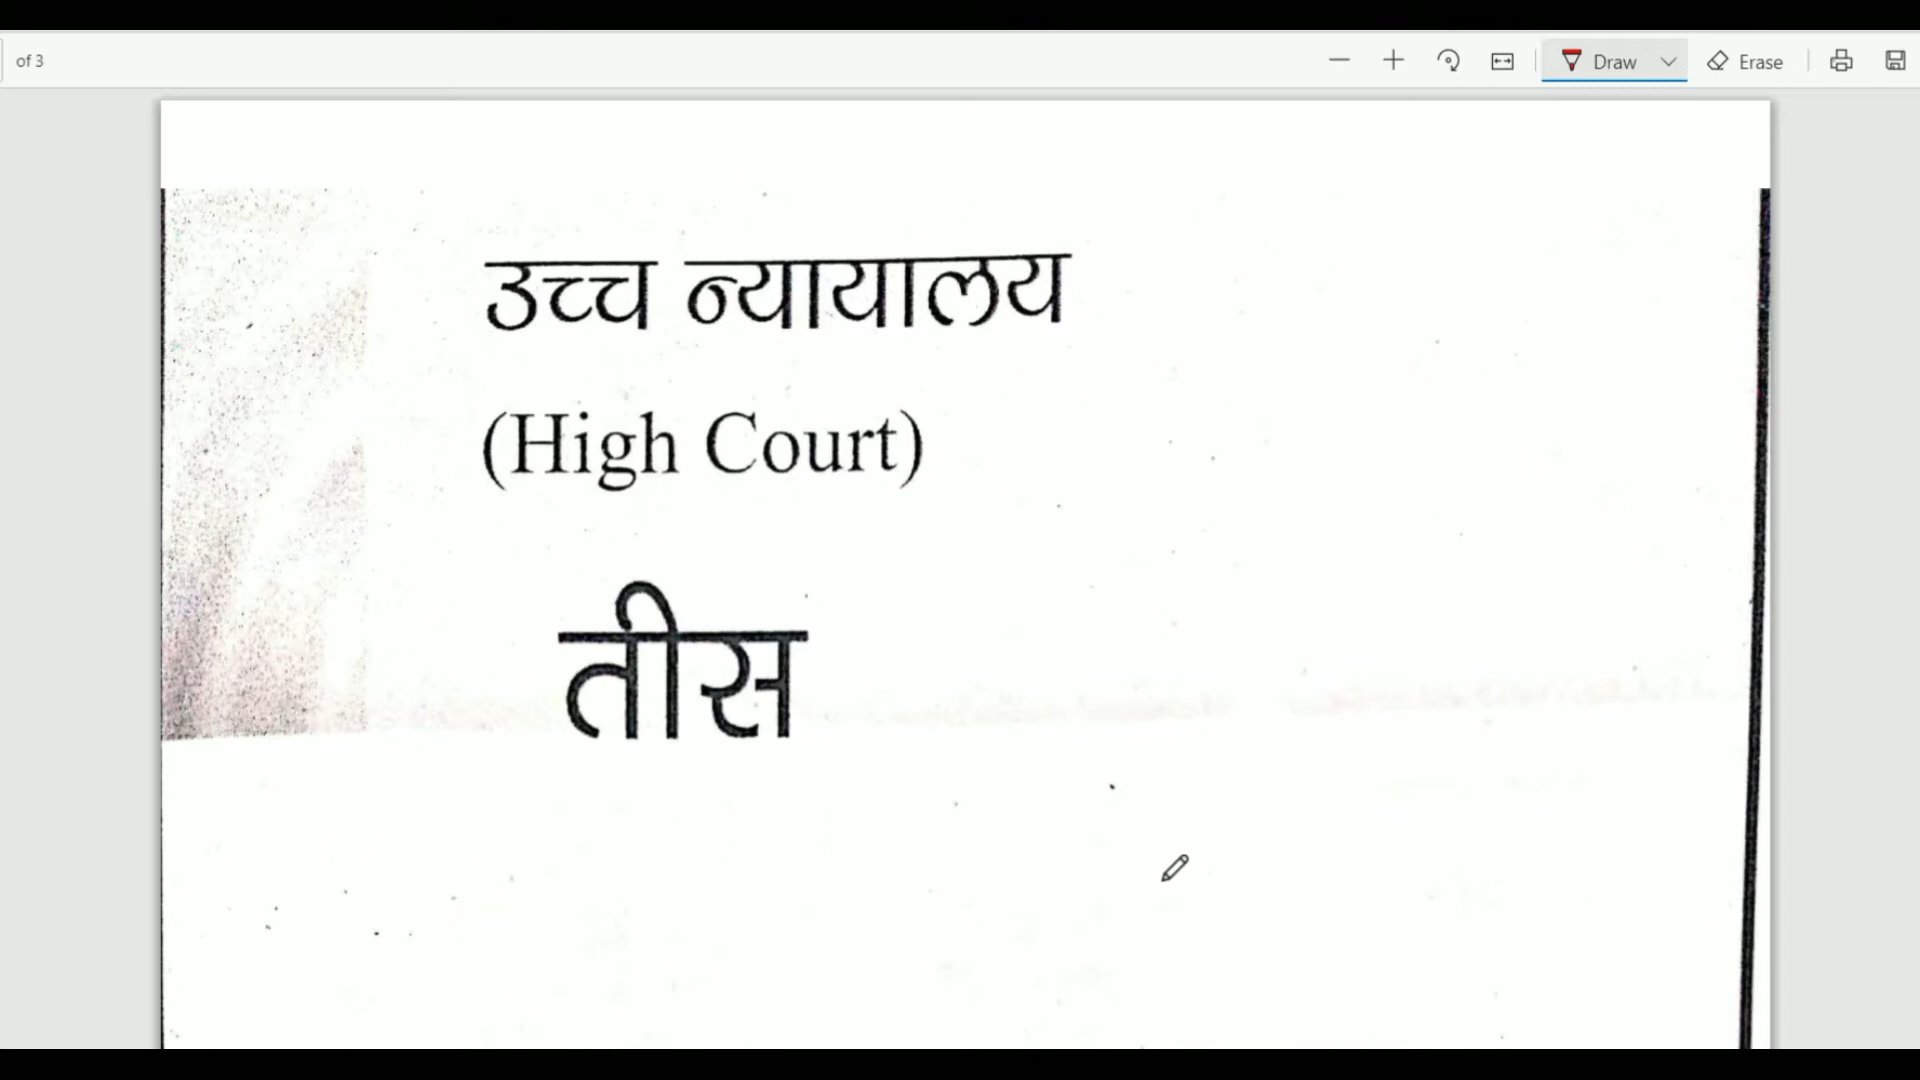 of 3
Draw
Erase
उच्च न्यायालय
(High Court)
तीस